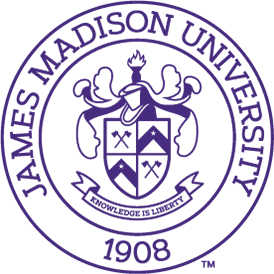 JAMES MADISON UNIVERSITY
KNOWLEDGE IS LIBERTY
1908
TM